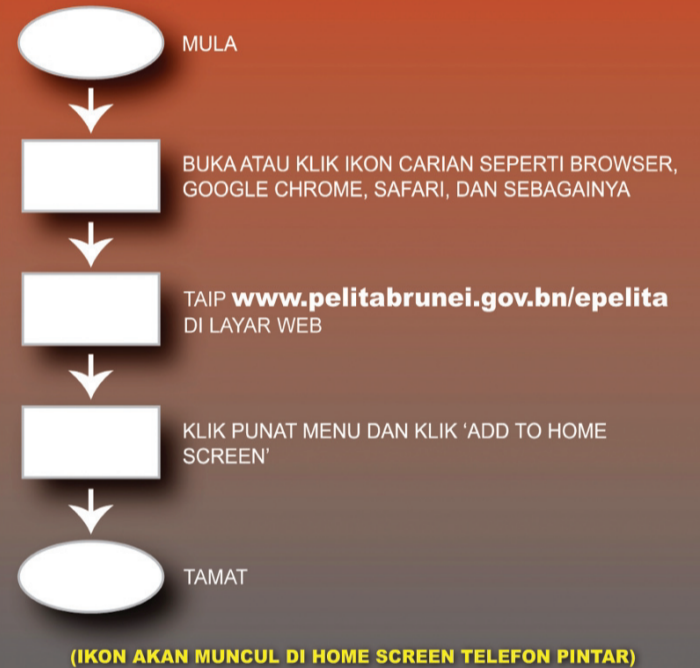 MULA
BUKA ATAU KLIK IKON CARIAN SEPERTI BROWSER,
GOOGLE CHROME, SAFARI, DAN SEBAGAINYA
TAIP www.pelitabrunei.gov.bn/epelita
DI LAYAR WEB
KLIK PUNAT MENU DAN KLIK ‘ADD TO HOME
SCREEN’
TAMAT
(IKON AKAN MUNCUL DI HOME SCREEN TELEFON PINTAR)